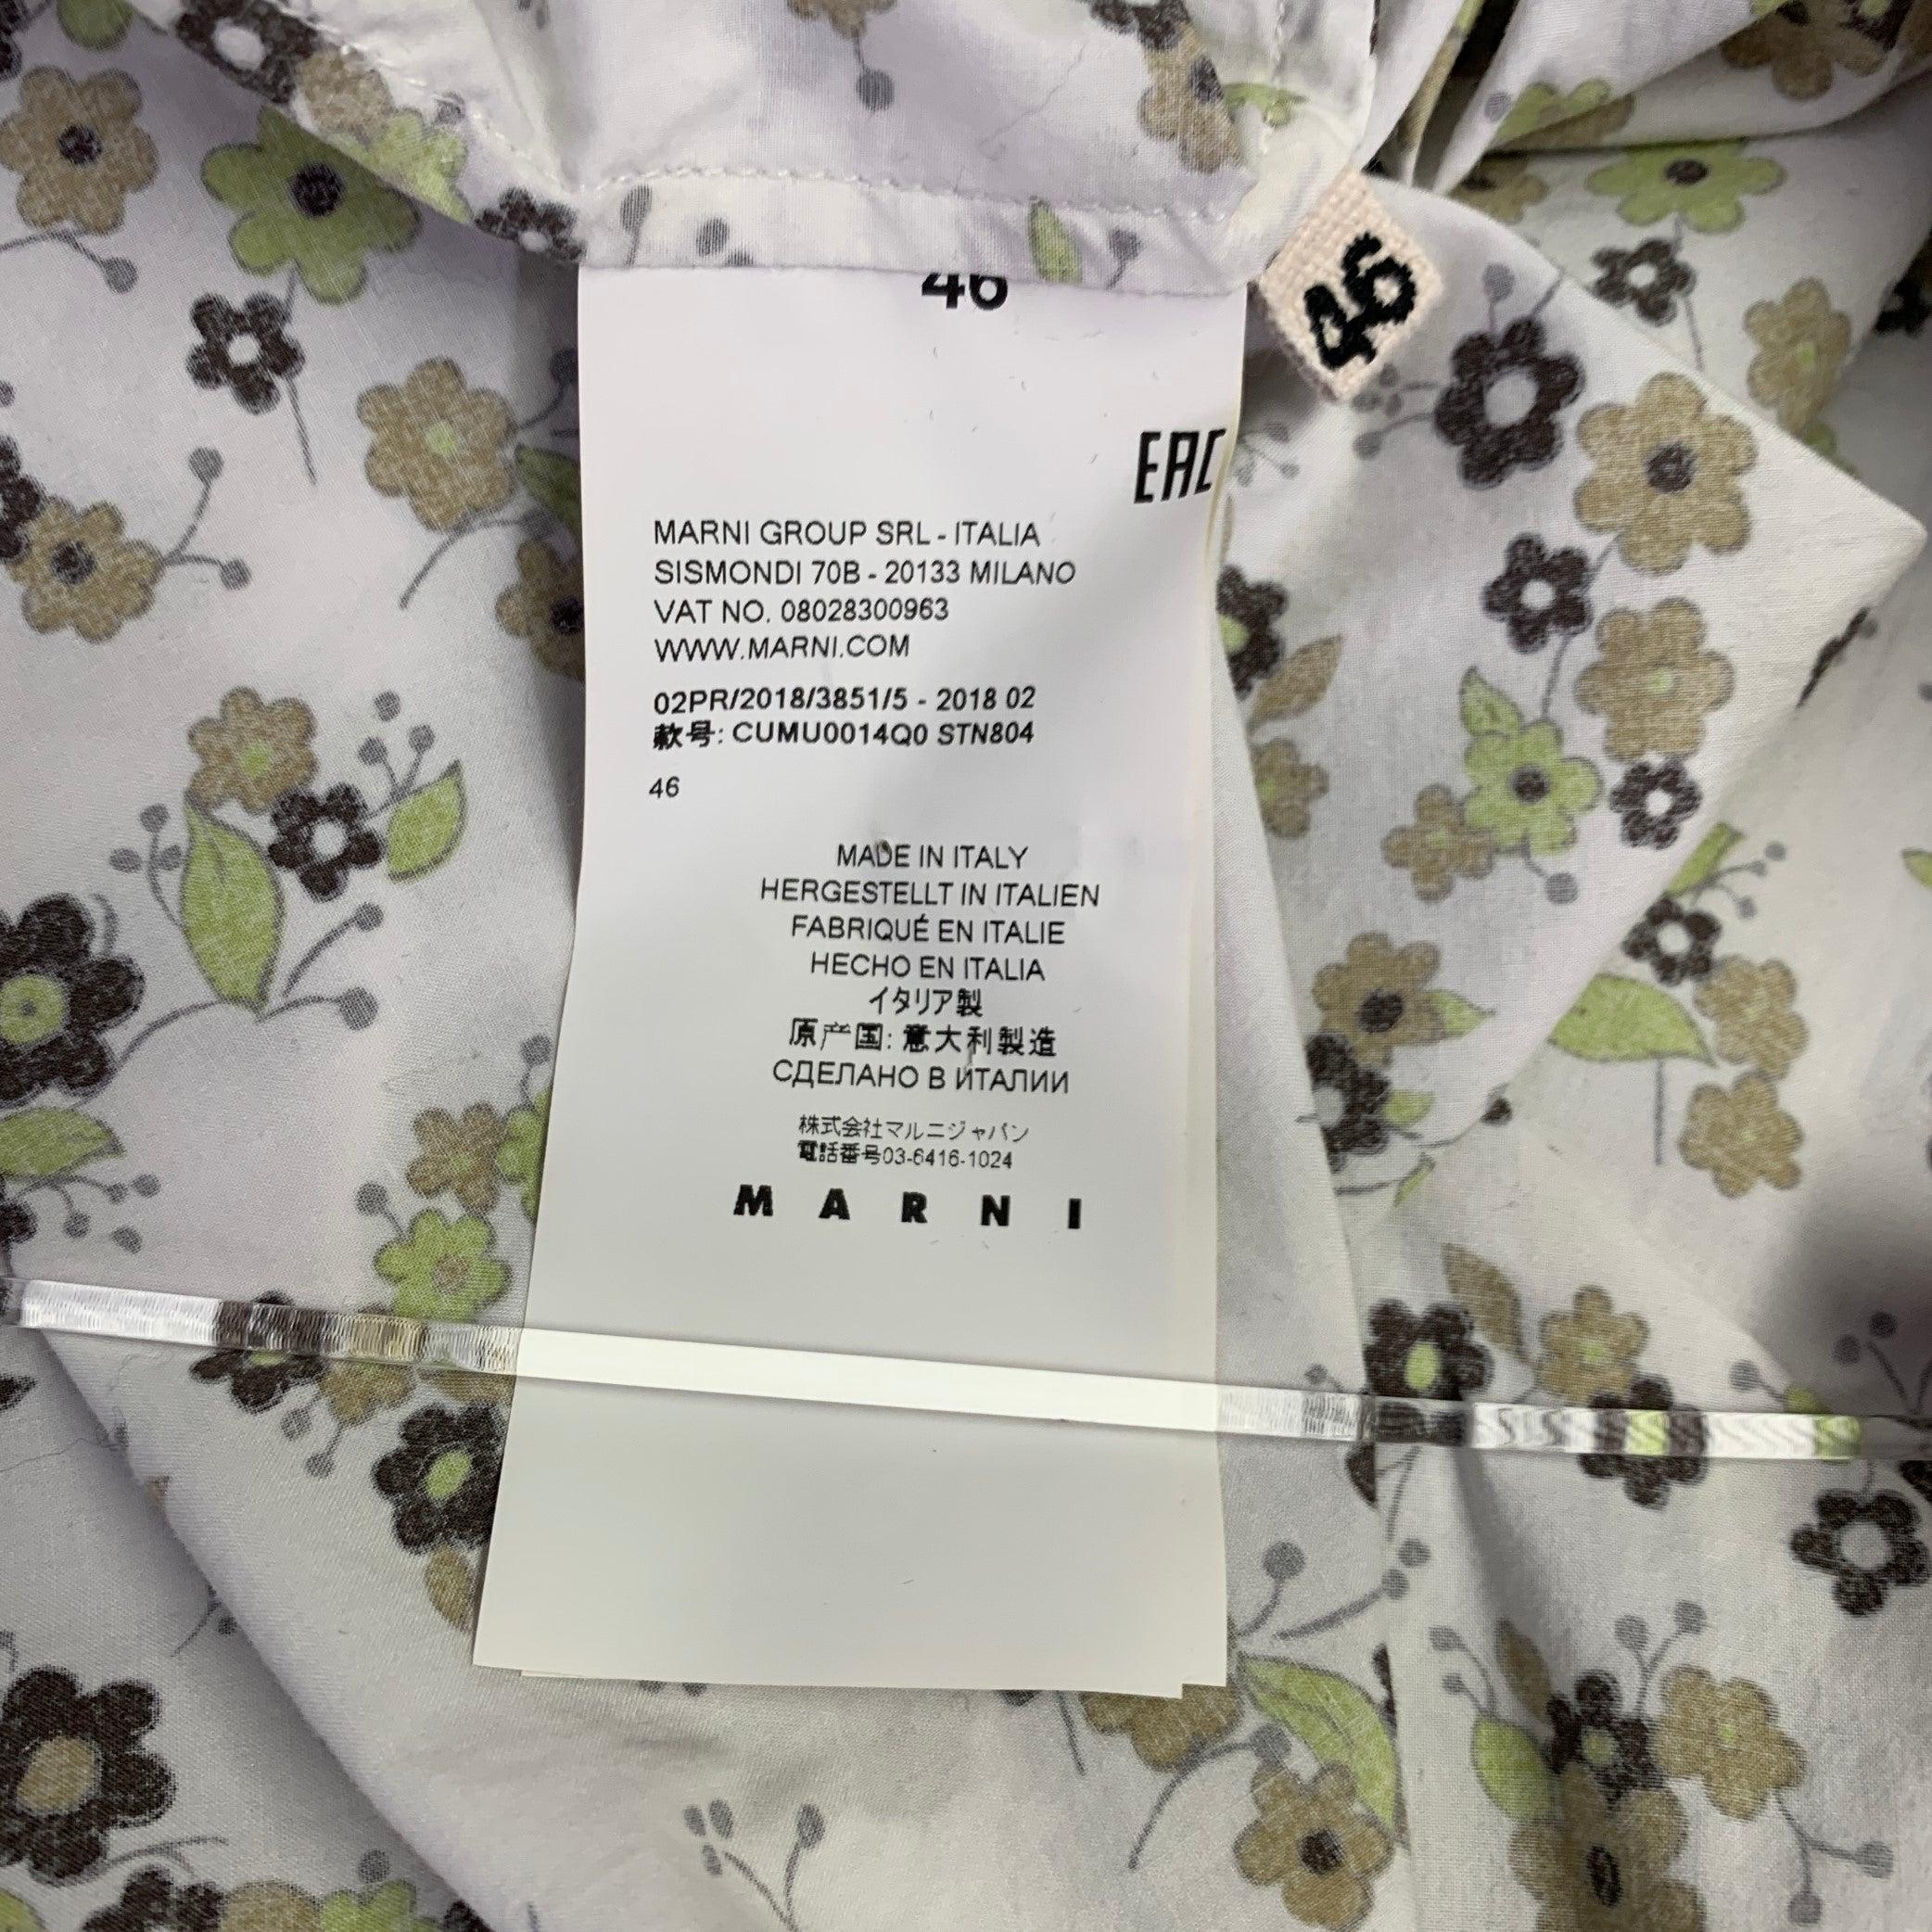 46
46
EAC
MARNI GROUP SRL - ITALIA
SISMONDI 70B - 20133 MILANO
VAT NO. 08028300963
WWW.MARNI.COM
02PR/2018/3851/5 - 2018 02
款号: CUMU0014Q0 STN804
46
MADE IN ITALY
HERGESTELLT IN ITALIEN
FABRIQUÉ EN ITALIE
HECHO EN ITALIA
イタリア製
原产国: 意大利製造
СДЕЛАНО В ИТАЛИИ
株式会社マルニジャパン
電話番号03-6416-1024
MARNI